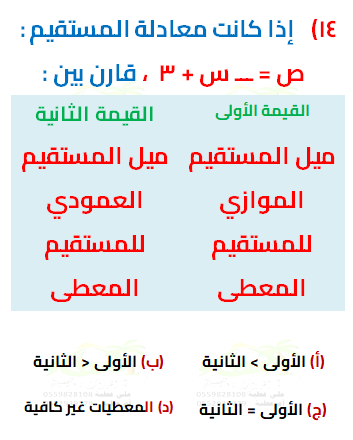 ١٤) إذا كانت معادلة المستقيم :
ص = ــ س + ٣ ، قارن بين :
القيمة الأولى
القيمة الثانية
ميل المستقيم
الموازي
للمستقيم
المعطى
ميل المستقيم
العمودي
للمستقيم
المعطى
(أ) الأولى > الثانية
(ب) الأولى < الثانية
(ج) الأولى = الثانية
(د) المعطيات غير كافية